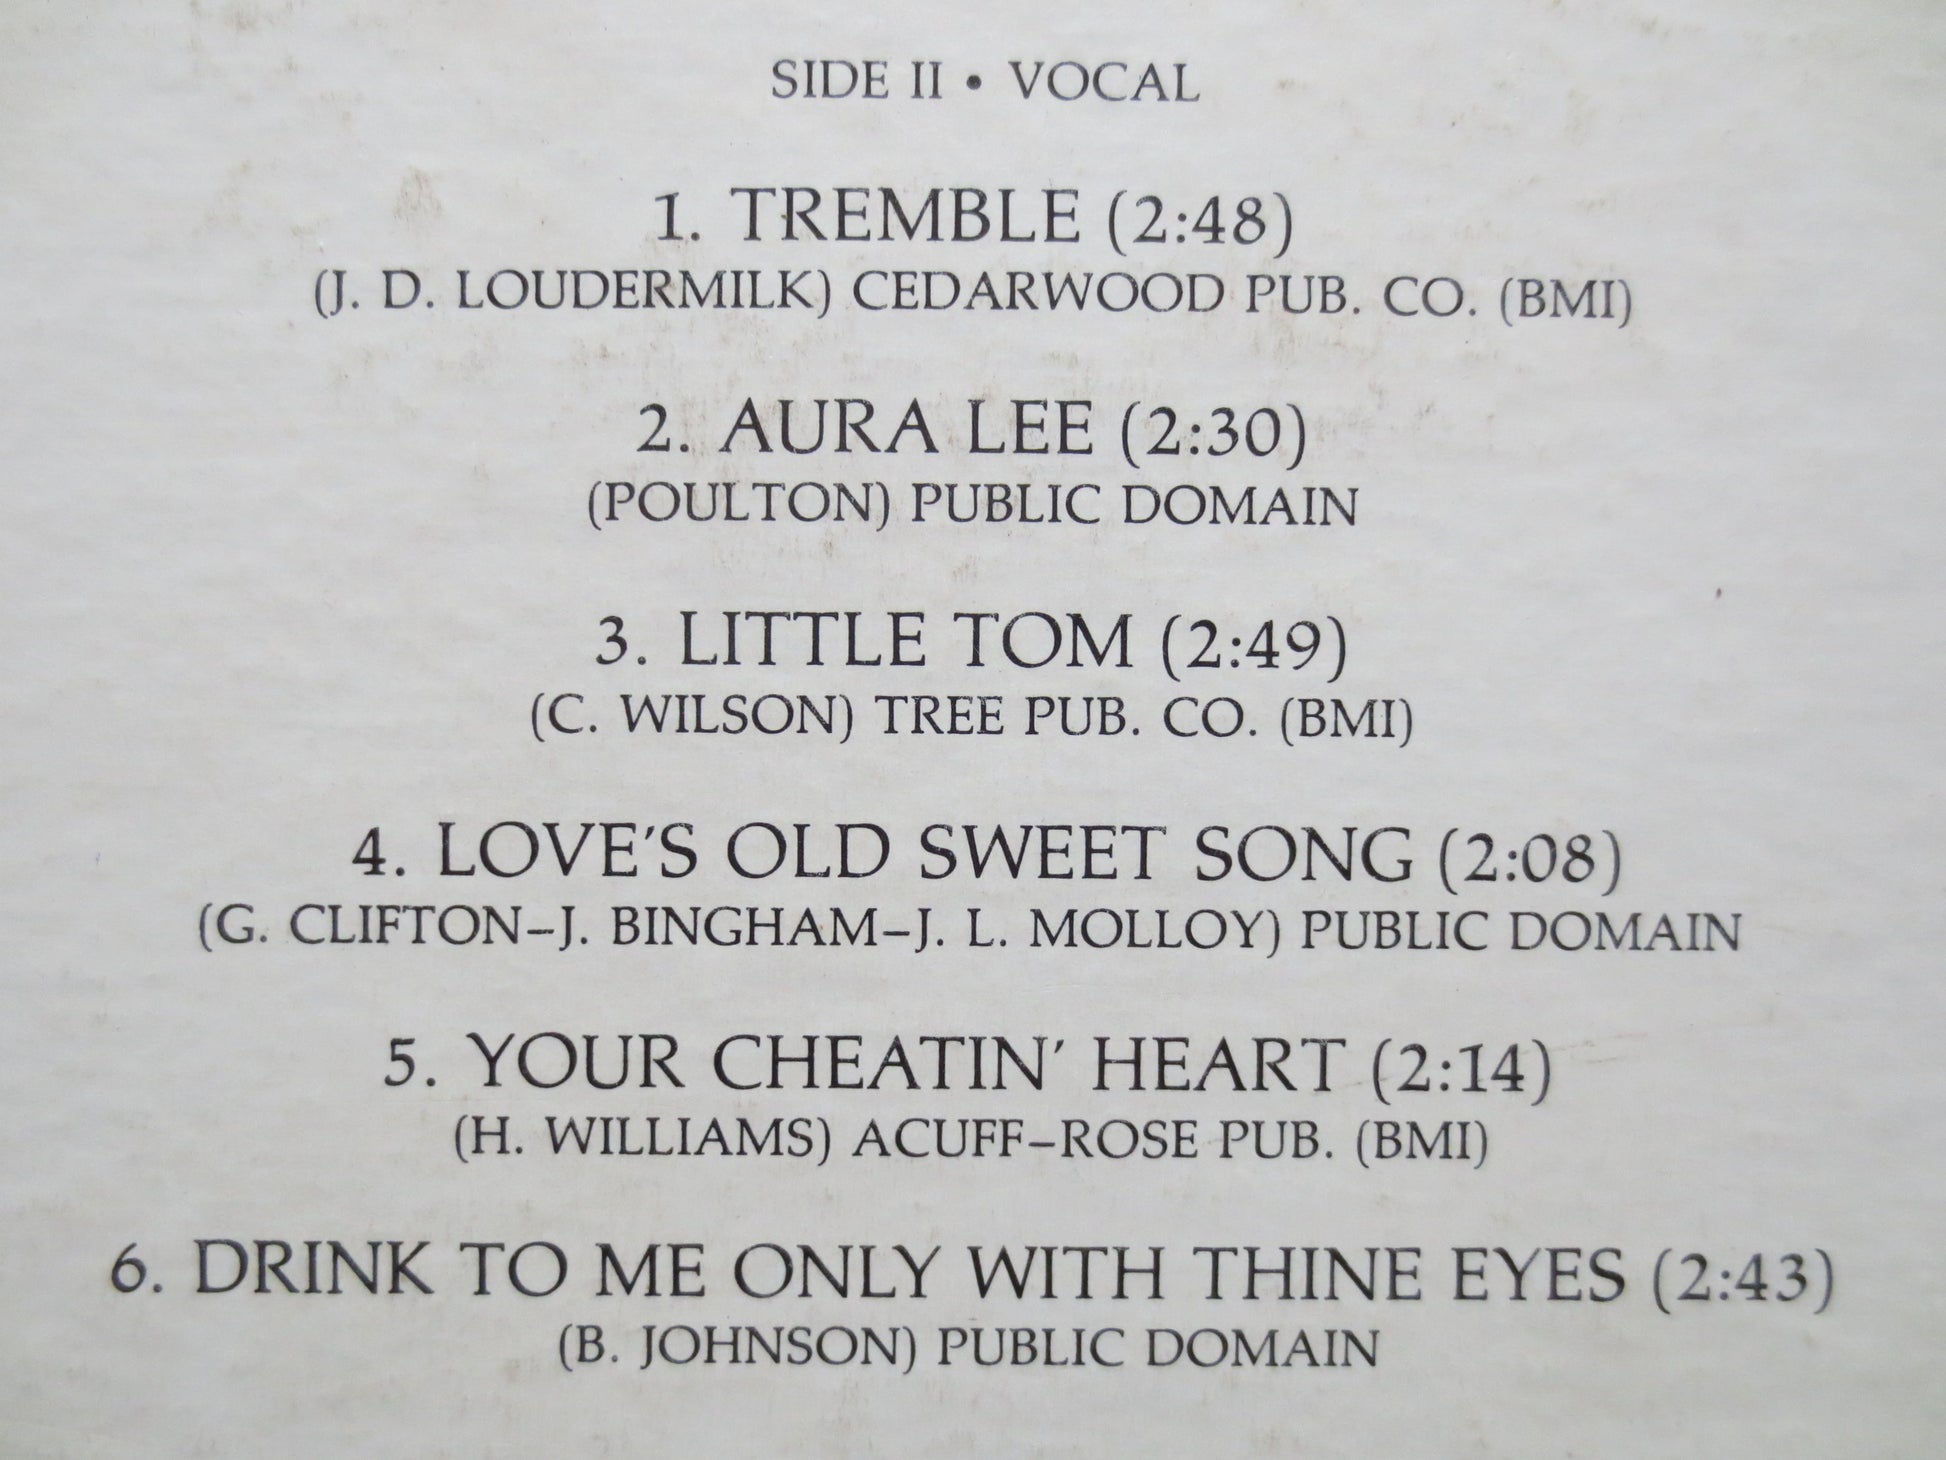 SIDE II • VOCAL
1. TREMBLE (2:48)
(J. D. LOUDERMILK) CEDARWOOD PUB. CO. (BMI)
2. AURA LEE (2:30)
(POULTON) PUBLIC DOMAIN
3. LITTLE TOM (2:49)
(C. WILSON) TREE PUB. CO. (BMI)
4. LOVE'S OLD SWEET SONG (2:08)
(G. CLIFTON–J. BINGHAM–J. L. MOLLOY) PUBLIC DOMAIN
5. YOUR CHEATIN' HEART (2:14)
(H. WILLIAMS) ACUFF–ROSE PUB. (BMI)
6. DRINK TO ME ONLY WITH THINE EYES (2:43)
(B. JOHNSON) PUBLIC DOMAIN